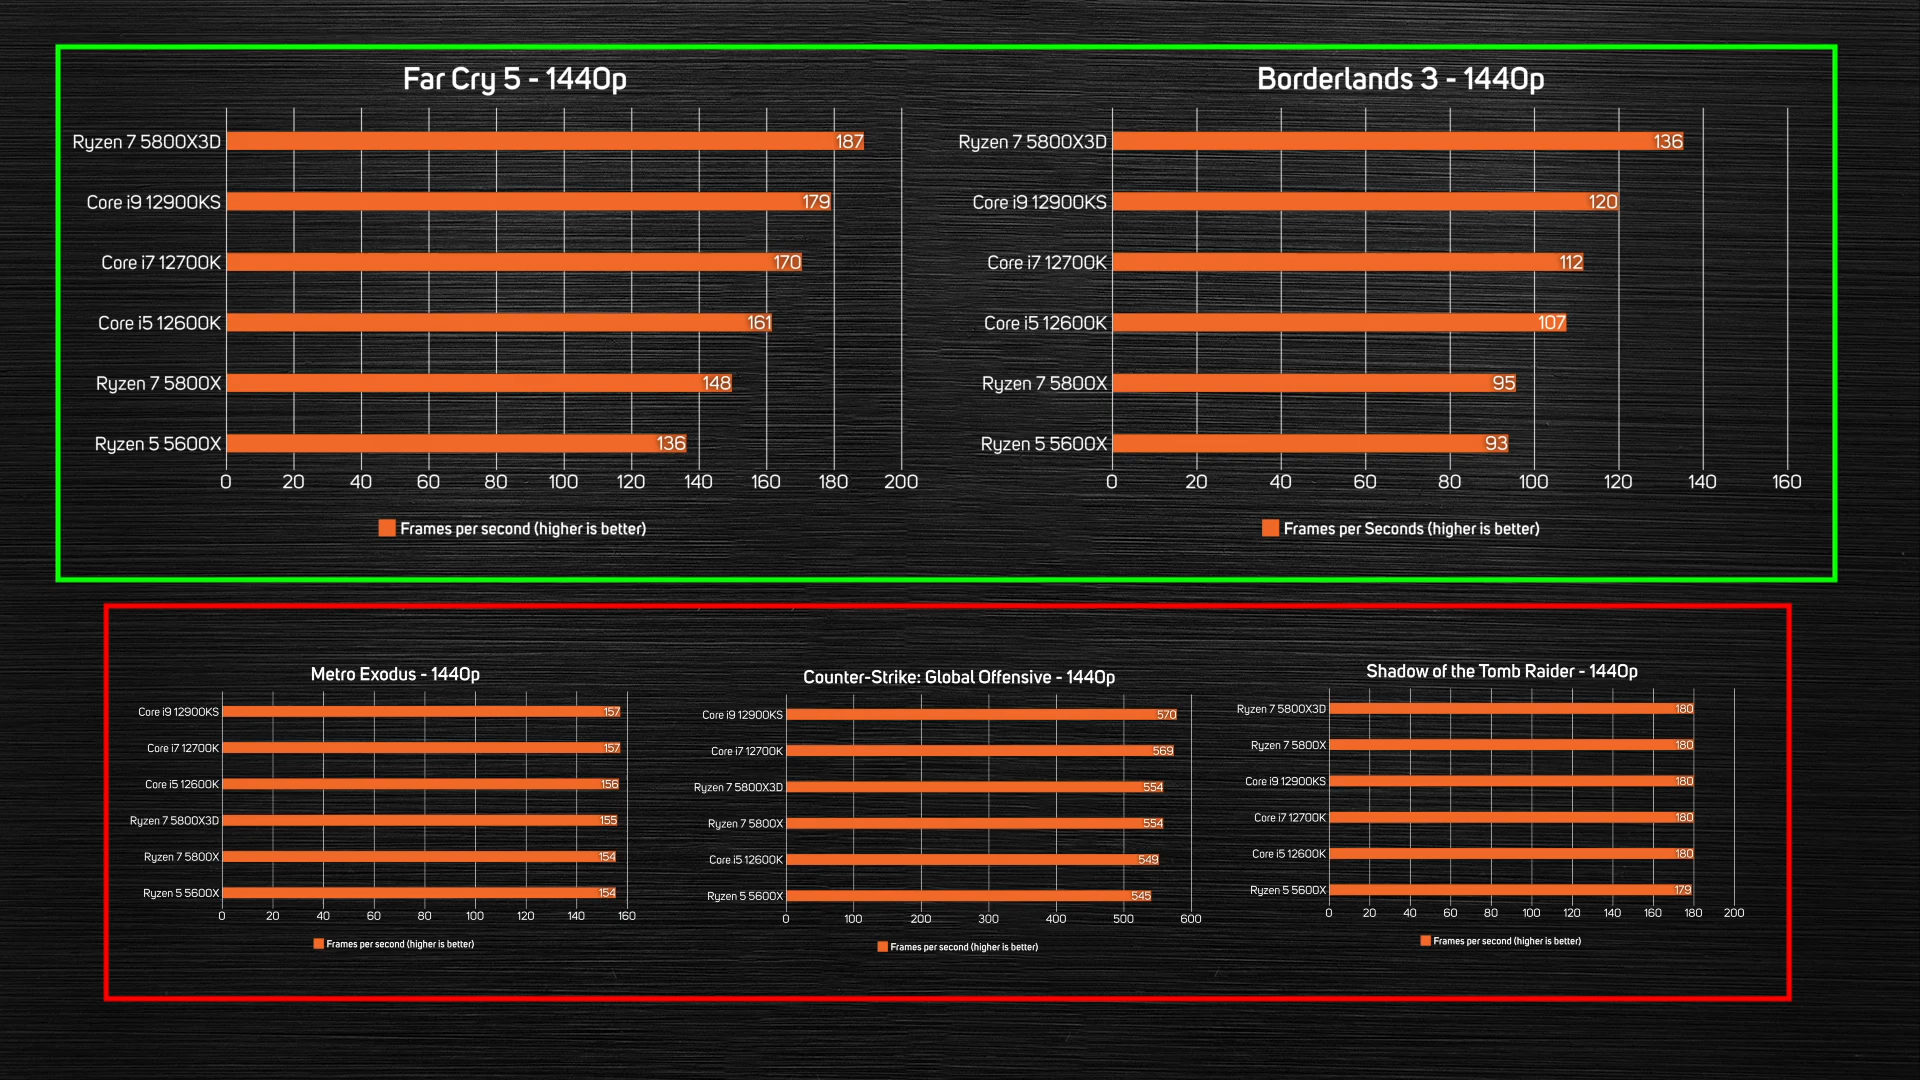 Far Cry 5 - 1440p
Ryzen 7 5800X3D 187
Core i9 12900KS 179
Core i7 12700K 170
Core i5 12600K 161
Ryzen 7 5800X 148
Ryzen 5 5600X 136
0 20 40 60 80 100 120 140 160 180 200
Frames per second (higher is better)
Borderlands 3 - 1440p
Ryzen 7 5800X3D 136
Core i9 12900KS 120
Core i7 12700K 112
Core i5 12600K 107
Ryzen 7 5800X 95
Ryzen 5 5600X 93
0 20 40 60 80 100 120 140 160
Frames per Seconds (higher is better)
Metro Exodus - 1440p
Core i9 12900KS 157
Core i7 12700K 157
Core i5 12600K 156
Ryzen 7 5800X3D 155
Ryzen 7 5800X 154
Ryzen 5 5600X 154
0 20 40 60 80 100 120 140 160
Frames per second (higher is better)
Counter-Strike: Global Offensive - 1440p
Core i9 12900KS 570
Core i7 12700K 569
Ryzen 7 5800X3D 554
Ryzen 7 5800X 554
Core i5 12600K 549
Ryzen 5 5600X 545
0 100 200 300 400 500 600
Frames per second (higher is better)
Shadow of the Tomb Raider - 1440p
Ryzen 7 5800X3D 180
Ryzen 7 5800X 180
Core i9 12900KS 180
Core i7 12700K 180
Core i5 12600K 180
Ryzen 5 5600X 179
0 20 40 60 80 100 120 140 160 180 200
Frames per second (higher is better)